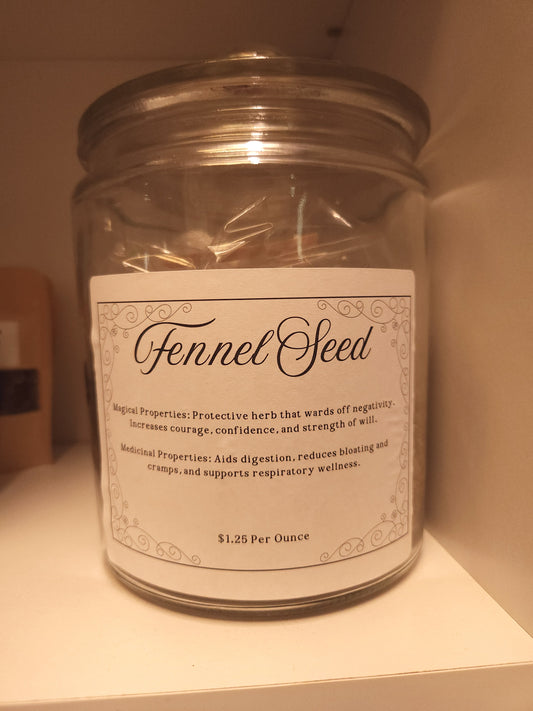 Fennel Seed
Magical Properties: Protective herb that wards off negativity.
Increases courage, confidence, and strength of will.
Medicinal Properties: Aids digestion, reduces bloating and
cramps, and supports respiratory wellness.
$1.25 Per Ounce